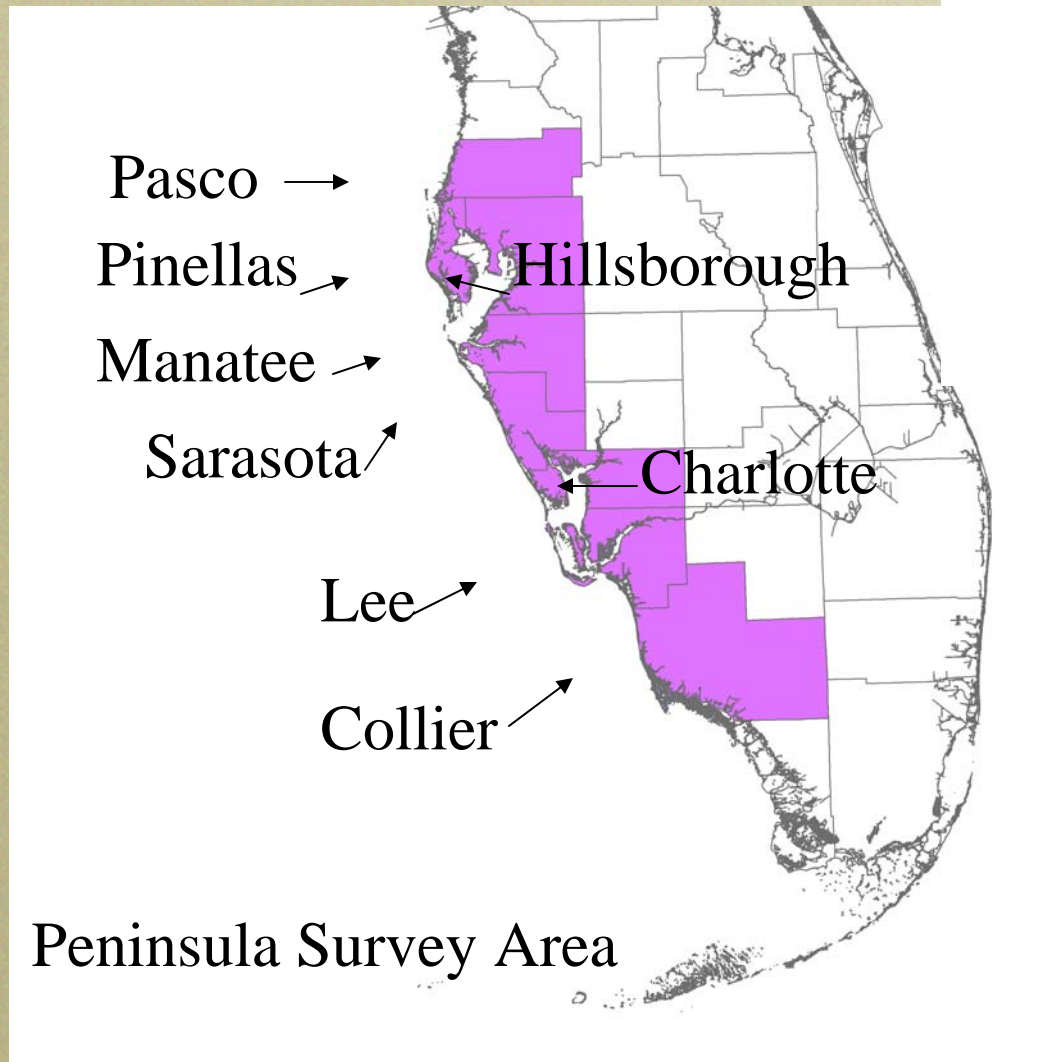 Pasco
Pinellas
Hillsborough
Manatee
Sarasota
Charlotte
Lee
Collier
Peninsula Survey Area